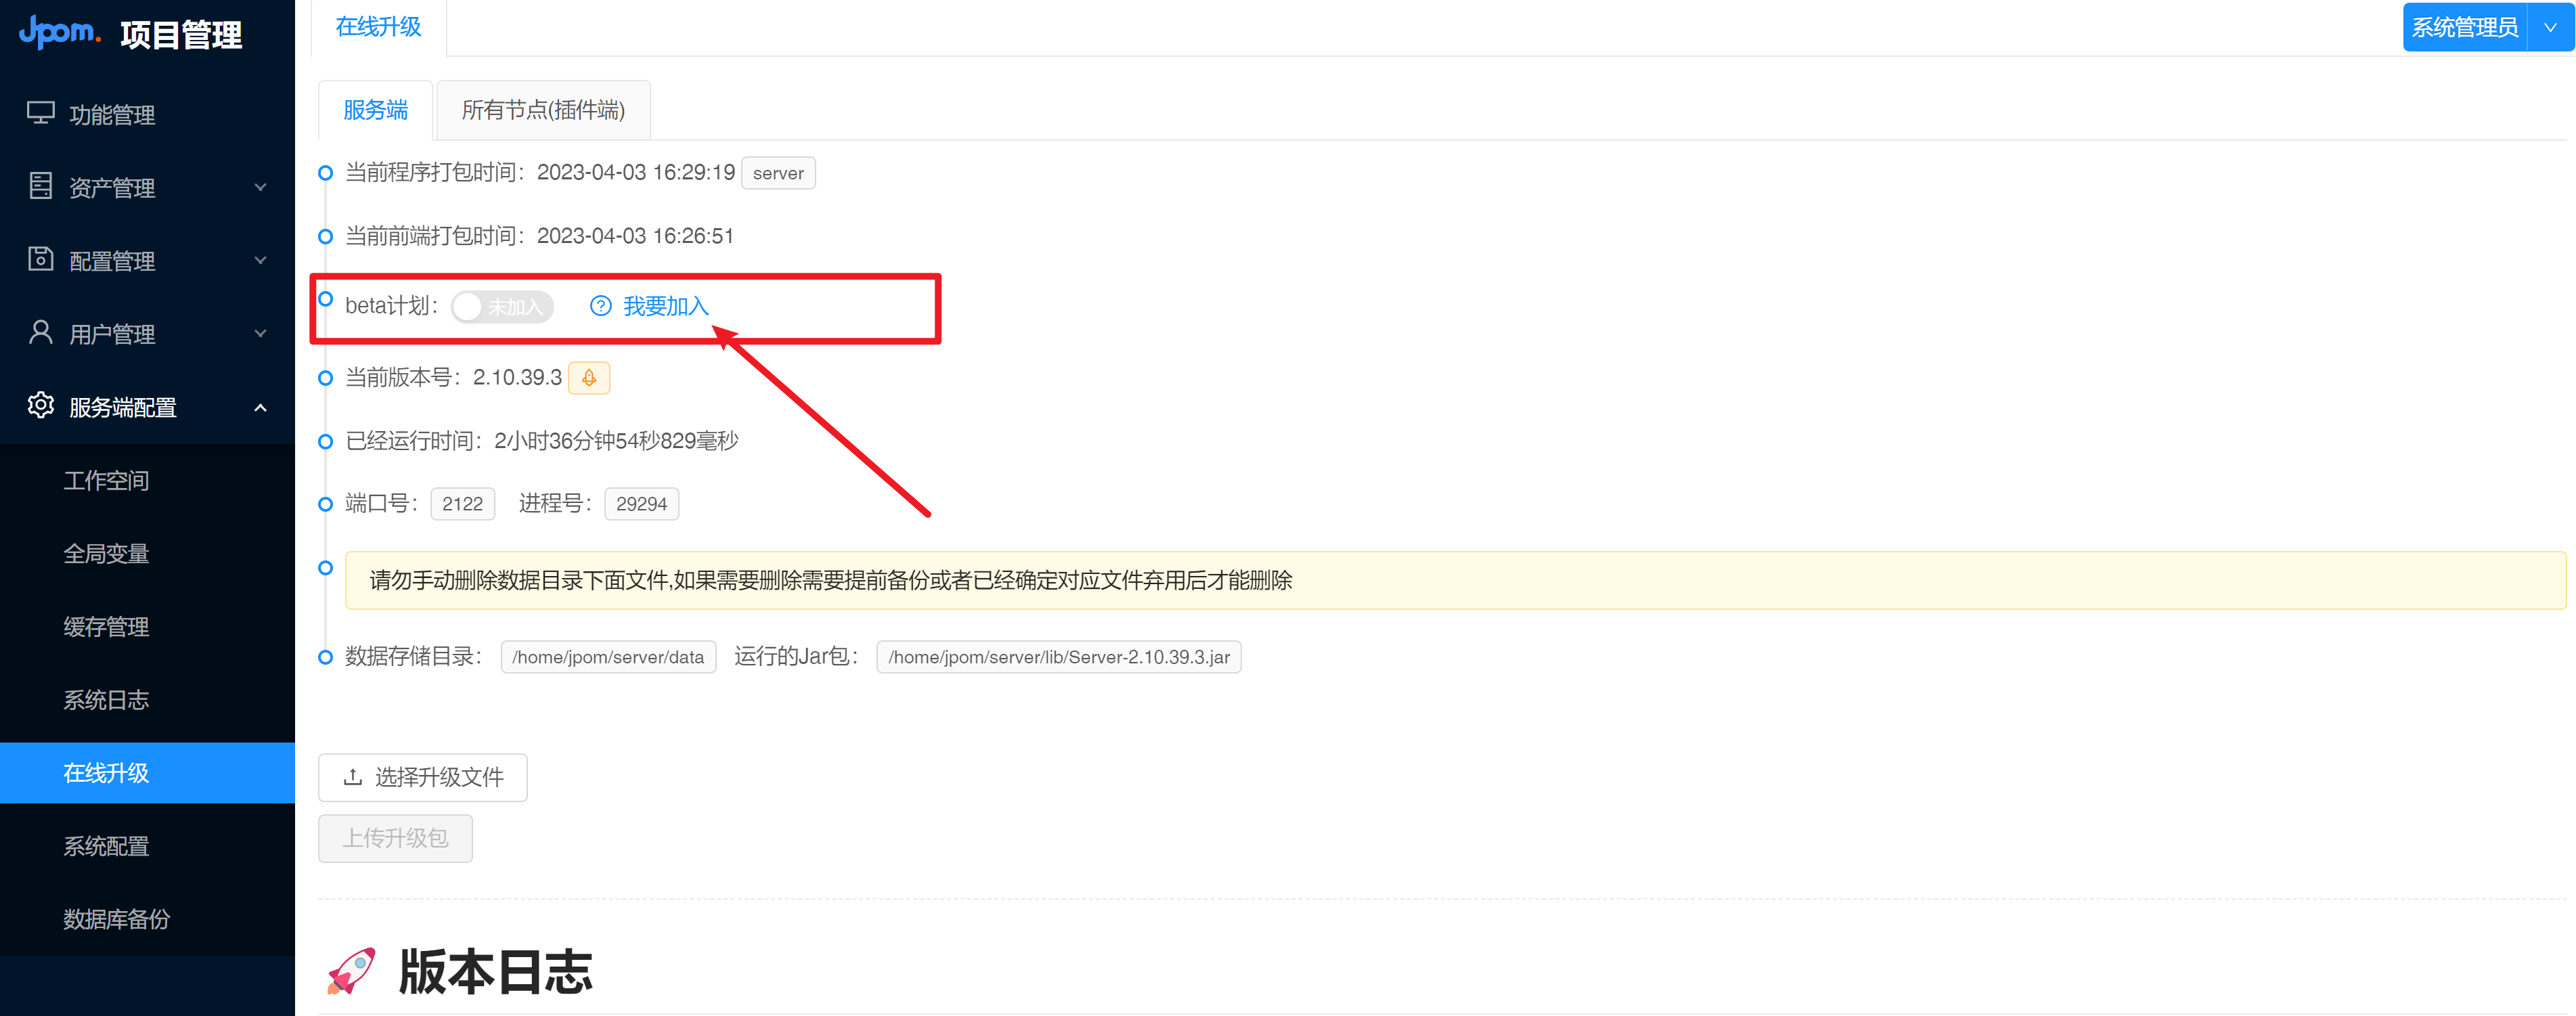 Jpom. 项目管理
功能管理
资产管理
配置管理
用户管理
服务端配置
工作空间
全局变量
缓存管理
系统日志
在线升级
系统配置
数据库备份
在线升级
系统管理员
服务端
所有节点(插件端)
当前程序打包时间：2023-04-03 16:29:19 server
当前前端打包时间：2023-04-03 16:26:51
beta计划： 未加入 我要加入
当前版本号：2.10.39.3
已经运行时间：2小时36分钟54秒829毫秒
端口号： 2122 进程号： 29294
请勿手动删除数据目录下面文件,如果需要删除需要提前备份或者已经确定对应文件弃用后才能删除
数据存储目录： /home/jpom/server/data 运行的Jar包： /home/jpom/server/lib/Server-2.10.39.3.jar
选择升级文件
上传升级包
版本日志